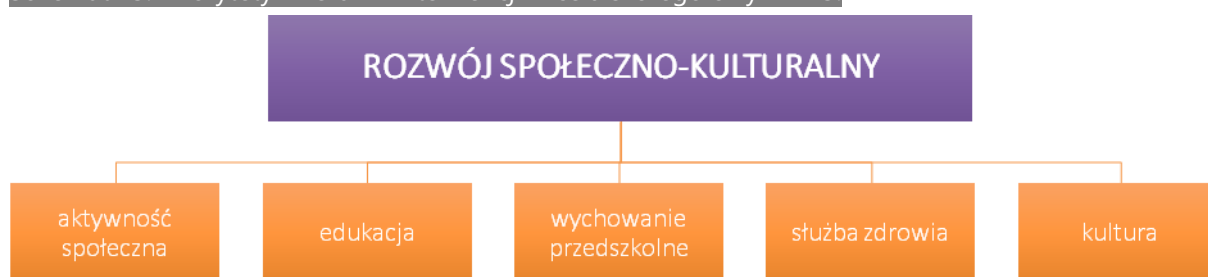 ROZWÓJ SPOŁECZNO-KULTURALNY
aktywność
społeczna
edukacja
wychowanie
przedszkolne
służba zdrowia
kultura